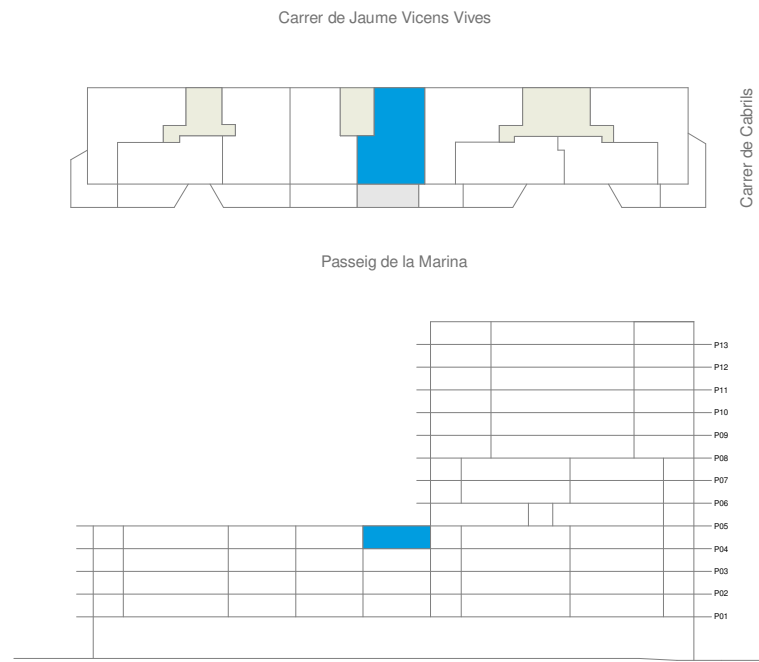 Carrer de Jaume Vicens Vives
Carrer de Cabrils
Passeig de la Marina
P13
P12
P11
P10
P09
P08
P07
P06
P05
P04
P03
P02
P01